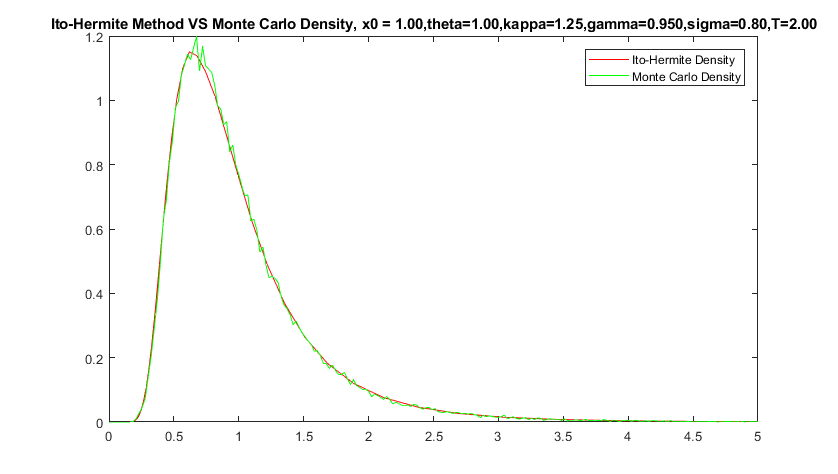 Ito-Hermite Method VS Monte Carlo Density, x0 = 1.00,theta=1.00,kappa=1.25,gamma=0.950,sigma=0.80,T=2.00
Ito-Hermite Density
Monte Carlo Density
1.2
1
0.8
0.6
0.4
0.2
0
0 0.5 1 1.5 2 2.5 3 3.5 4 4.5 5